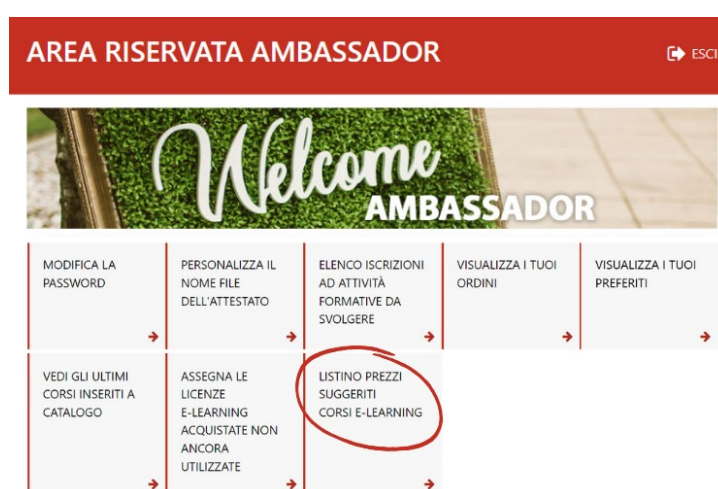 AREA RISERVATA AMBASSADOR
ESCI
Welcome
AMBASSADOR
MODIFICA LA
PASSWORD
PERSONALIZZA IL
NOME FILE
DELL'ATTESTATO
ELENCO ISCRIZIONI
AD ATTIVITÀ
FORMATIVE DA
SVOLGERE
VISUALIZZA I TUOI
ORDINI
VISUALIZZA I TUOI
PREFERITI
VEDI GLI ULTIMI
CORSI INSERITI A
CATALOGO
ASSEGNA LE
LICENZE
E-LEARNING
ACQUISTATE NON
ANCORA
UTILIZZATE
LISTINO PREZZI
SUGGERITI
CORSI E-LEARNING